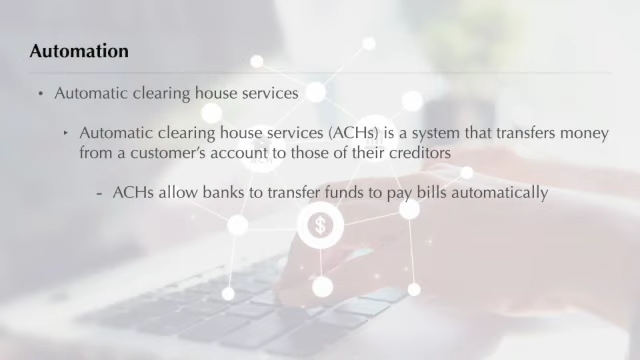 Automation
• Automatic clearing house services
‣ Automatic clearing house services (ACHs) is a system that transfers money
from a customer’s account to those of their creditors
- ACHs allow banks to transfer funds to pay bills automatically
$